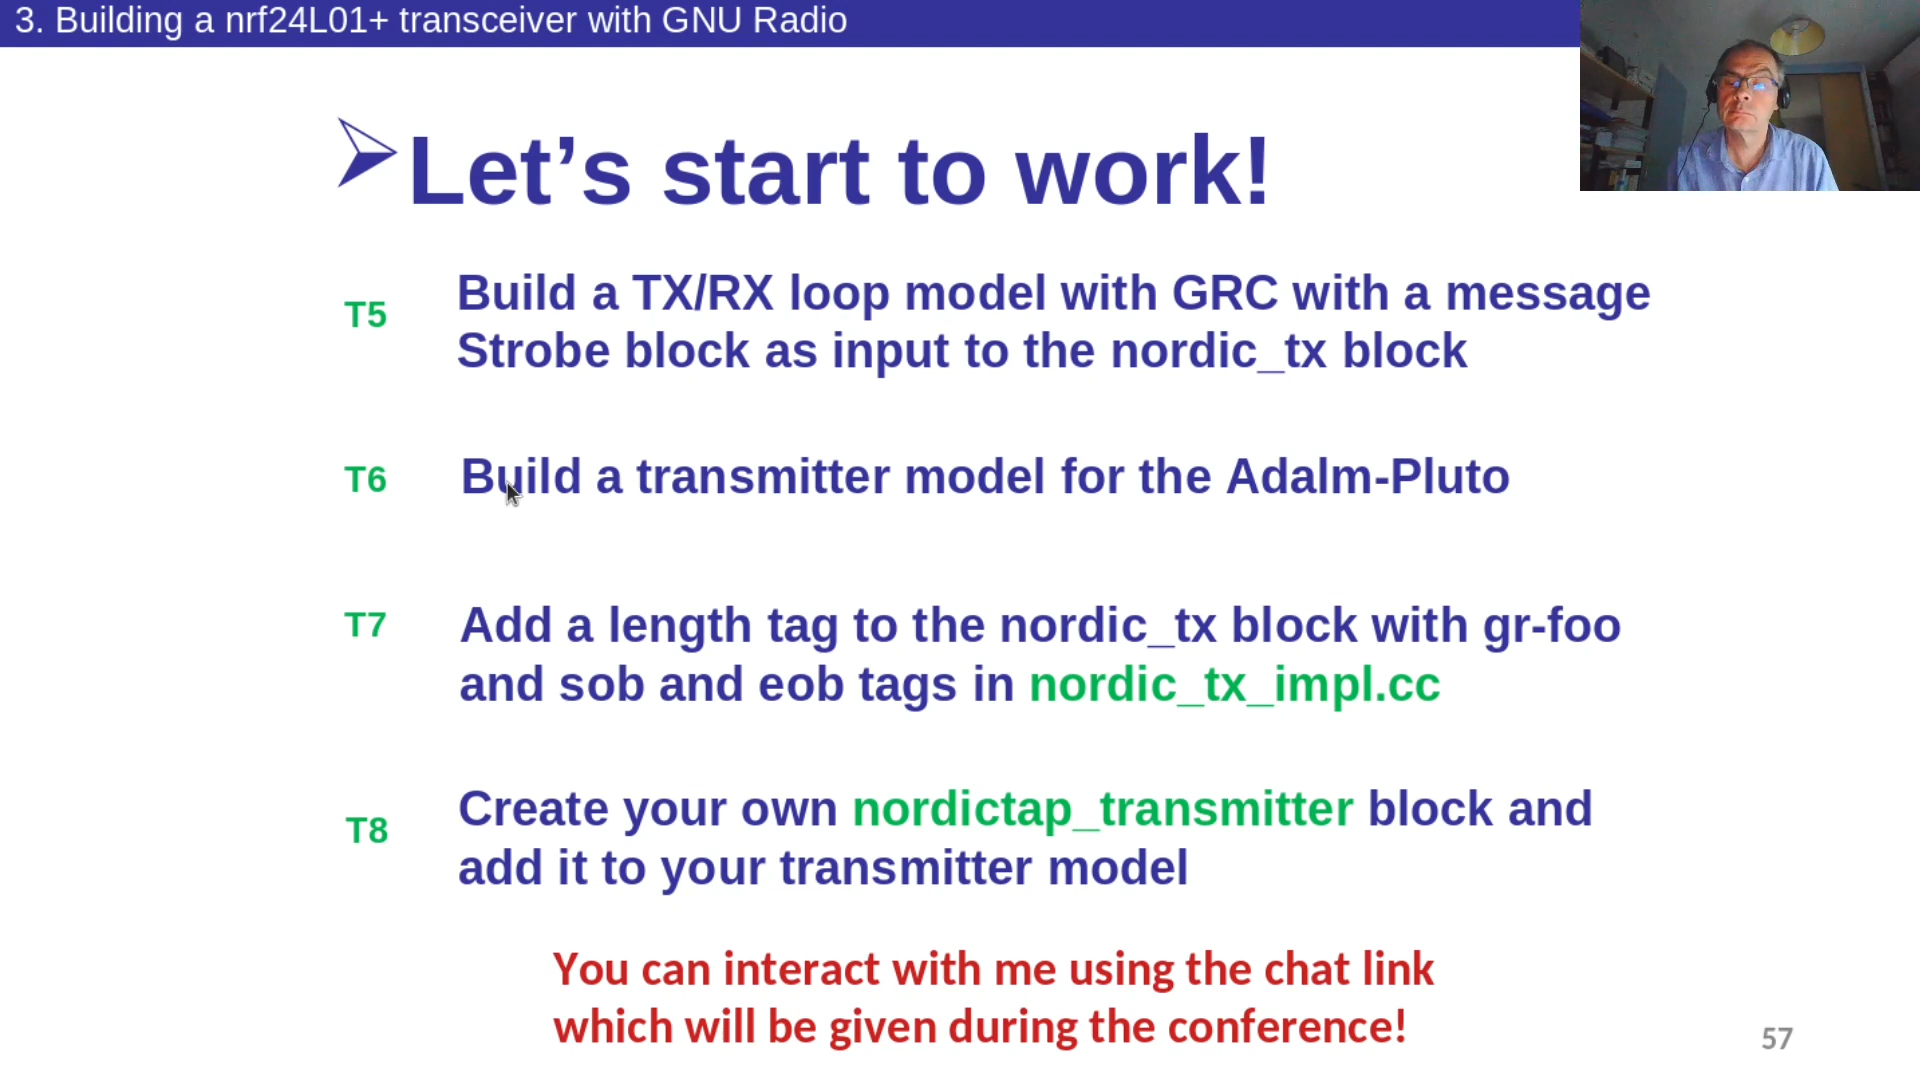 3. Building a nrf24L01+ transceiver with GNU Radio
Let’s start to work!
T5
Build a TX/RX loop model with GRC with a message
Strobe block as input to the nordic_tx block
T6
Build a transmitter model for the Adalm-Pluto
T7
Add a length tag to the nordic_tx block with gr-foo
and sob and eob tags in nordic_tx_impl.cc
T8
Create your own nordictap_transmitter block and
add it to your transmitter model
You can interact with me using the chat link
which will be given during the conference!
57